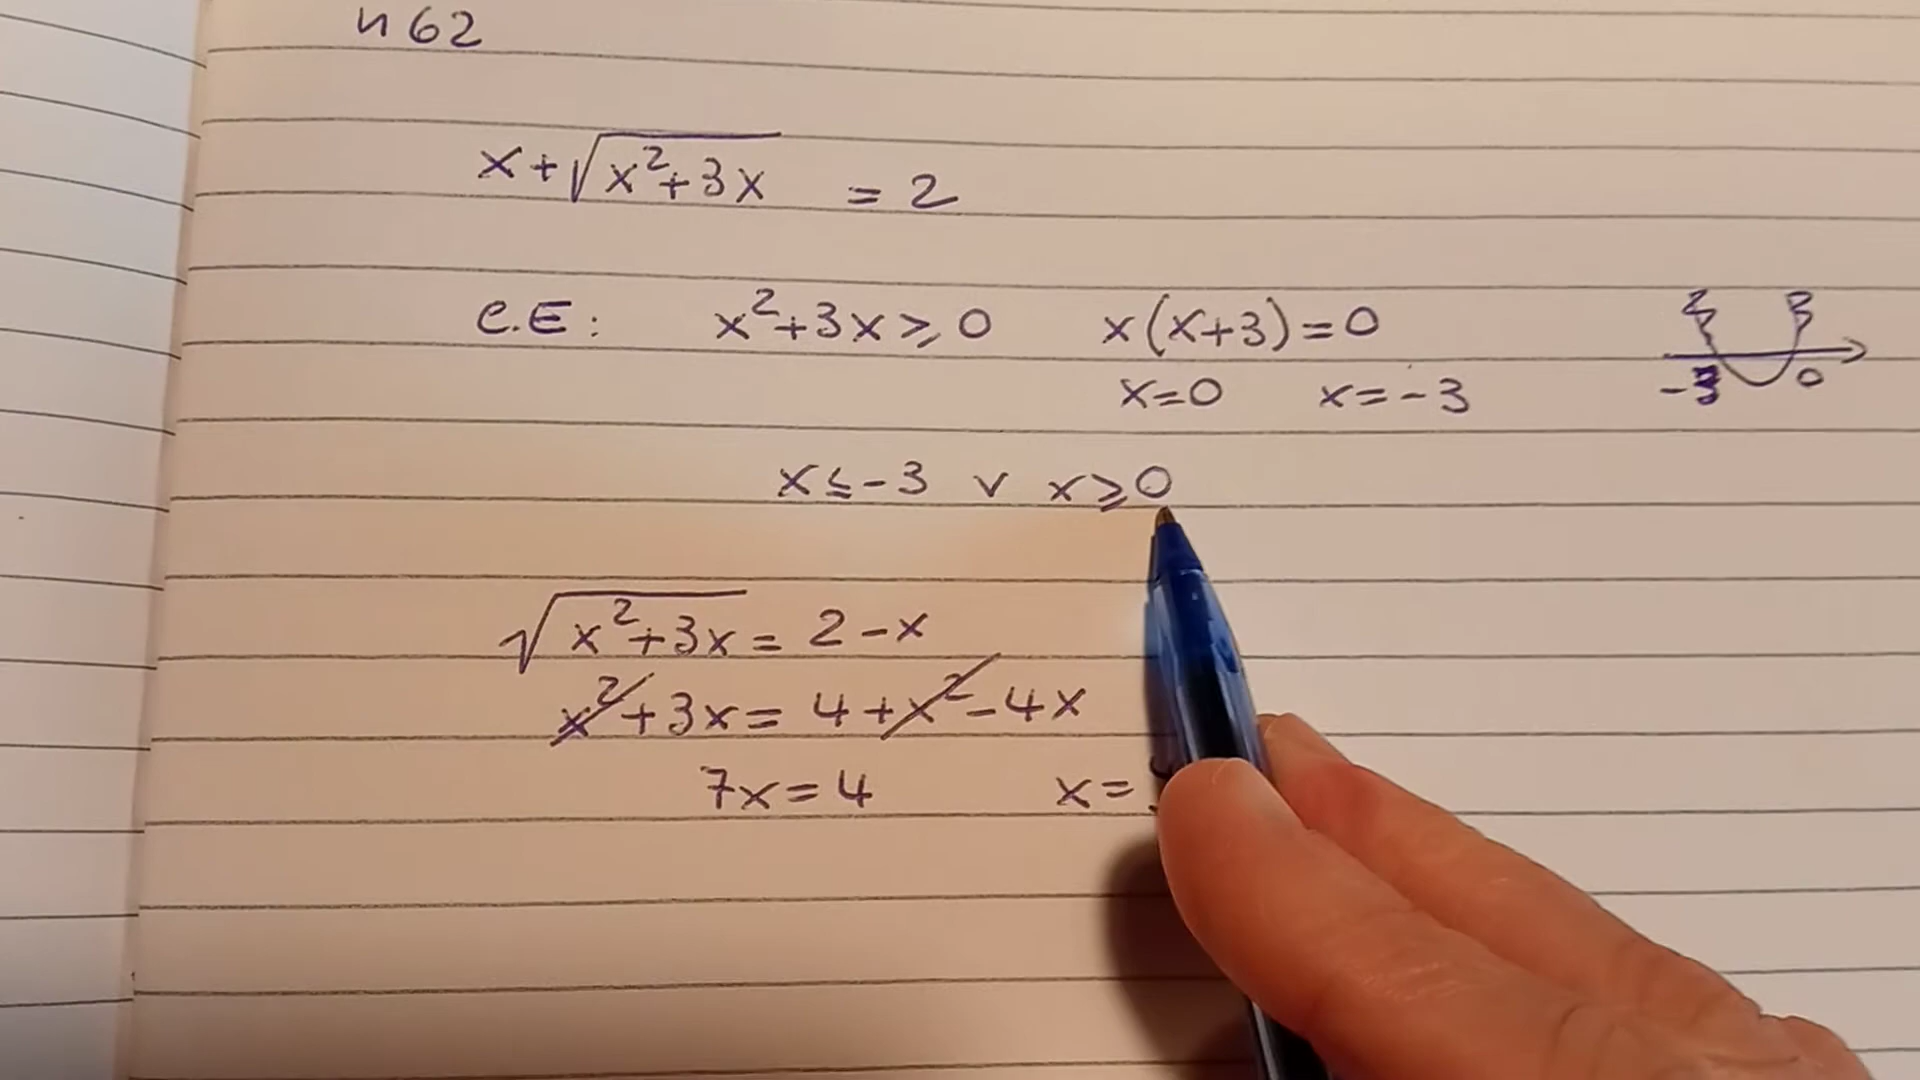 n 62
x+√x²+3x = 2
C.E: x²+3x≥0 x(x+3)=0
x=0 x=-3
-3 0
x≤-3 v x≥0
√x²+3x = 2-x
x²+3x = 4+x²-4x
7x=4 x=